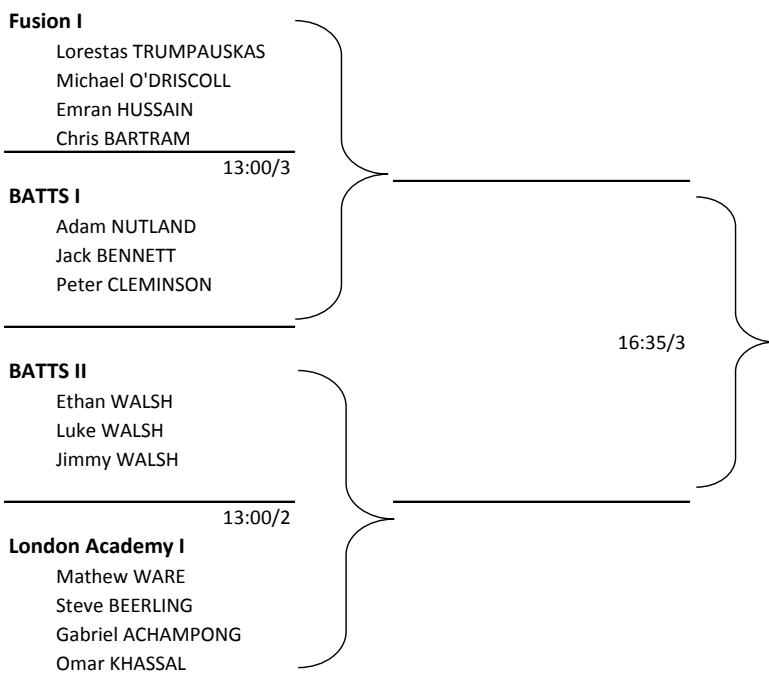 Fusion I
Lorestas TRUMPAUSKAS
Michael O'DRISCOLL
Emran HUSSAIN
Chris BARTRAM
13:00/3
BATTS I
Adam NUTLAND
Jack BENNETT
Peter CLEMINSON
16:35/3
BATTS II
Ethan WALSH
Luke WALSH
Jimmy WALSH
13:00/2
London Academy I
Mathew WARE
Steve BEERLING
Gabriel ACHAMPONG
Omar KHASSAL